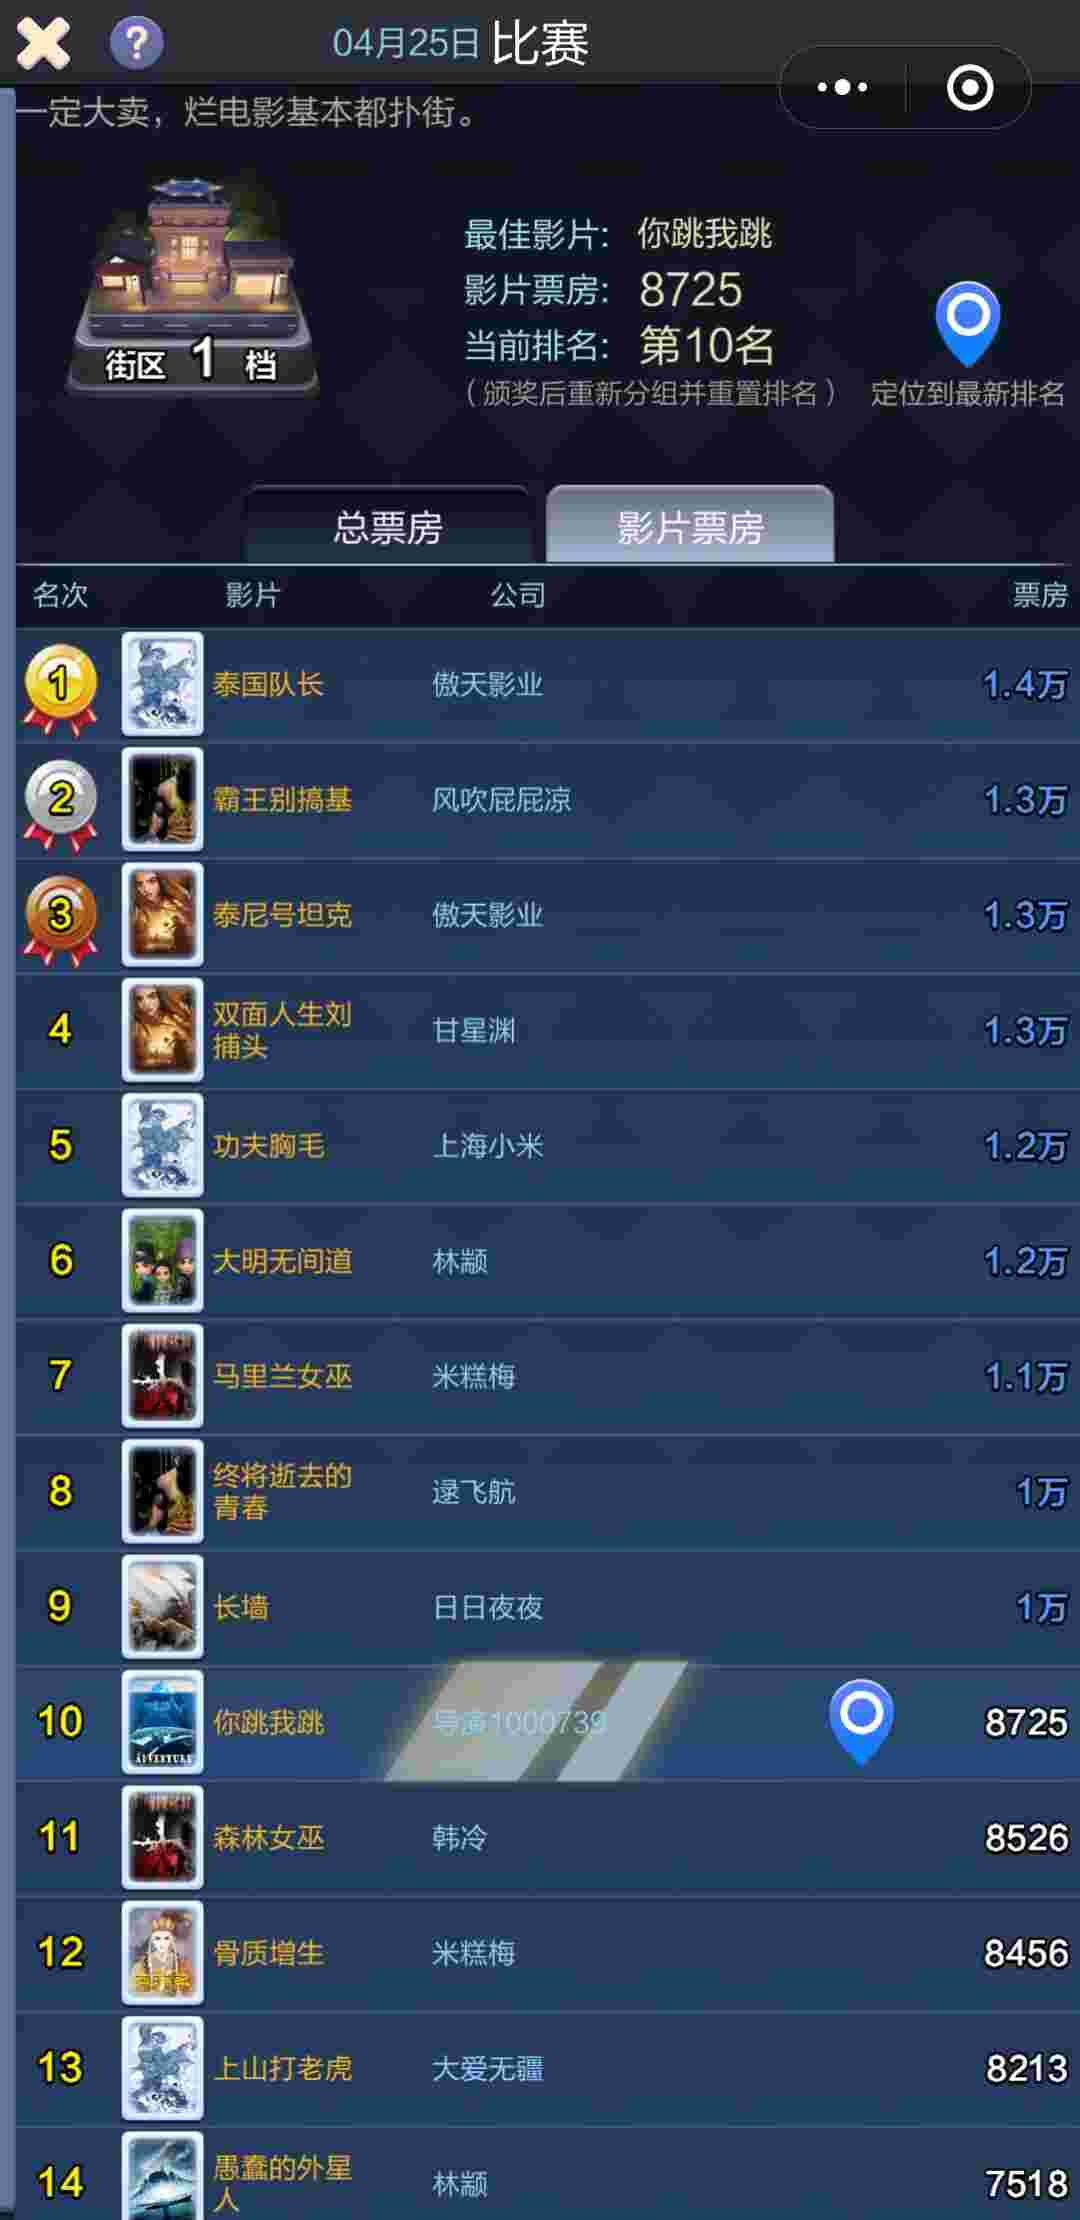 04月25日 比赛
一定大卖，烂电影基本都扑街。
最佳影片: 你跳我跳
影片票房: 8725
当前排名: 第10名
（颁奖后重新分组并重置排名）
定位到最新排名
街区 1 档
总票房 影片票房
名次 影片 公司 票房
1 泰国队长 傲天影业 1.4万
2 霸王别搞基 风吹屁屁凉 1.3万
3 泰尼号坦克 傲天影业 1.3万
4 双面人生刘
捕头 甘星渊 1.3万
5 功夫胸毛 上海小米 1.2万
6 大明无间道 林颛 1.2万
7 马里兰女巫 米糕梅 1.1万
8 终将逝去的
青春 逯飞航 1万
9 长墙 日日夜夜 1万
ADVENTURE
10 你跳我跳 导演1000739 8725
11 森林女巫 韩冷 8526
12 骨质增生 米糕梅 8456
13 上山打老虎 大爱无疆 8213
14 愚蠢的外星
人 林颛 7518